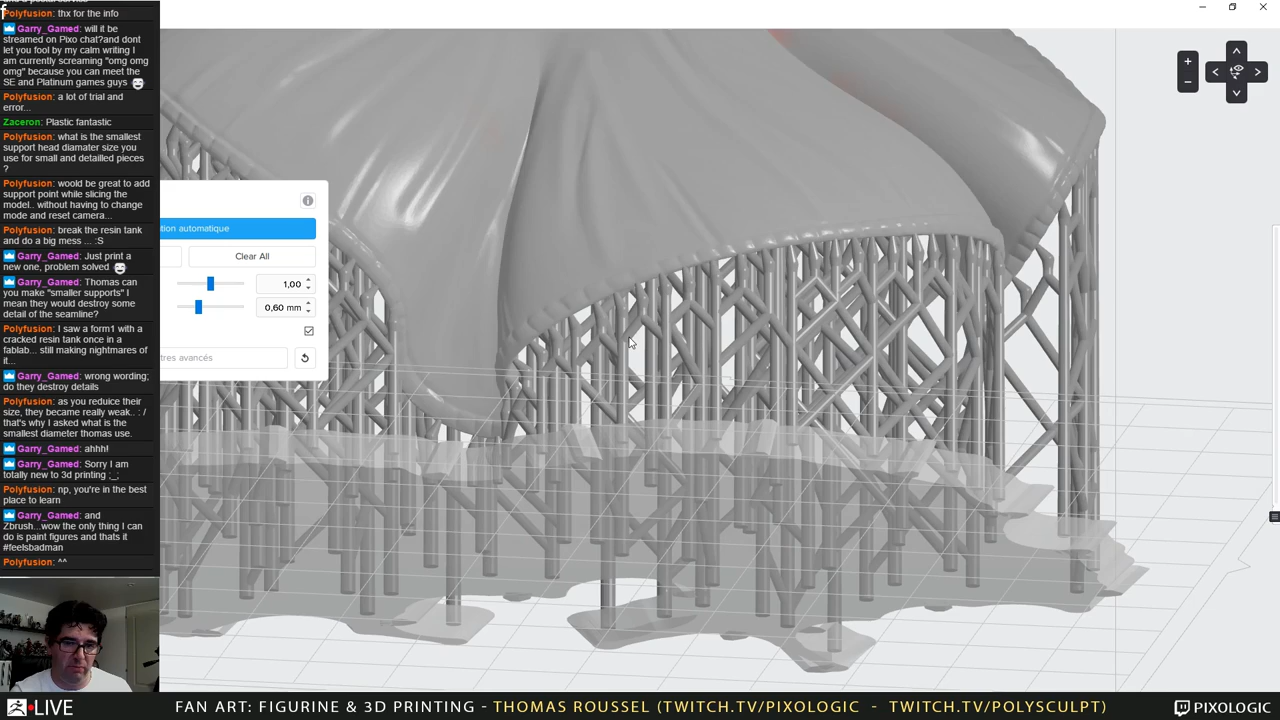 Polyfusion: thx for the info
Garry_Gamed: will it be
streamed on Pixo chat?and dont
let you fool by my calm writing I
am currently screaming "omg omg
omg" because you can meet the
SE and Platinum games guys
Polyfusion: a lot of trial and
error...
Zaceron: Plastic fantastic
Polyfusion: what is the smallest
support head diamater size you
use for small and detailled pieces
?
Polyfusion: would be great to add
support point while slicing the
model.. without having to change
mode and reset camera...
Polyfusion: break the resin tank
and do a big mess ... :S
Garry_Gamed: Just print a
new one, problem solved
Garry_Gamed: Thomas can
you make "smaller supports" I
mean they would destroy some
detail of the seamline?
Polyfusion: I saw a form1 with a
cracked resin tank once in a
fablab... still making nightmares of
it...
Garry_Gamed: wrong wording;
do they destroy details
Polyfusion: as you reduce their
size, they became really weak.. : /
that's why I asked what is the
smallest diameter thomas use.
Garry_Gamed: ahhh!
Garry_Gamed: Sorry I am
totally new to 3d printing ;_;
Polyfusion: np, you're in the best
place to learn
Garry_Gamed: and
Zbrush...wow the only thing I can
do is paint figures and thats it
#feelsbadman
Polyfusion: ^^
tion automatique
Clear All
1,00
0,60 mm
tres avancés
LIVE
FAN ART: FIGURINE & 3D PRINTING - THOMAS ROUSSEL (TWITCH.TV/PIXOLOGIC - TWITCH.TV/POLYSCULPT)
PIXOLOGIC